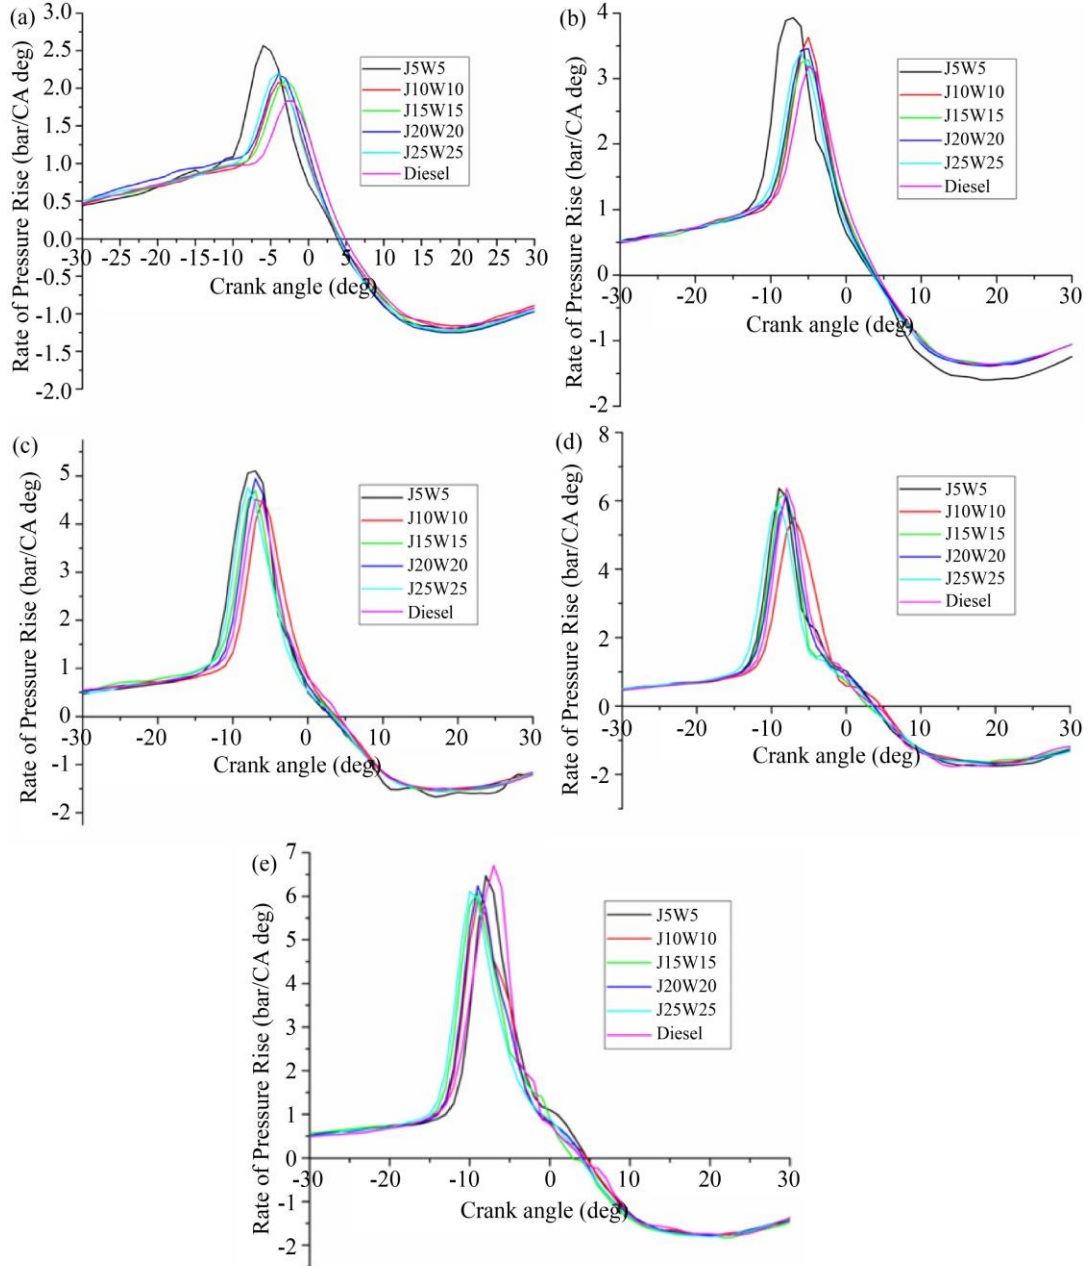 (a)
Rate of Pressure Rise (bar/CA deg)
3.0
2.5
2.0
1.5
1.0
0.5
0.0
-0.5
-1.0
-1.5
-2.0
-30 -25 -20 -15 -10 -5 0 5 10 15 20 25 30
Crank angle (deg)
J5W5
J10W10
J15W15
J20W20
J25W25
Diesel
(b)
Rate of Pressure Rise (bar/CA deg)
4
3
2
1
0
-1
-2
-30 -20 -10 0 10 20 30
Crank angle (deg)
J5W5
J10W10
J15W15
J20W20
J25W25
Diesel
(c)
Rate of Pressure Rise (bar/CA deg)
5
4
3
2
1
0
-1
-2
-30 -20 -10 0 10 20 30
Crank angle (deg)
J5W5
J10W10
J15W15
J20W20
J25W25
Diesel
(d)
Rate of Pressure Rise (bar/CA deg)
8
6
4
2
0
-2
-30 -20 -10 0 10 20 30
Crank angle (deg)
J5W5
J10W10
J15W15
J20W20
J25W25
Diesel
(e)
Rate of Pressure Rise (bar/CA deg)
7
6
5
4
3
2
1
0
-1
-2
-30 -20 -10 0 10 20 30
Crank angle (deg)
J5W5
J10W10
J15W15
J20W20
J25W25
Diesel